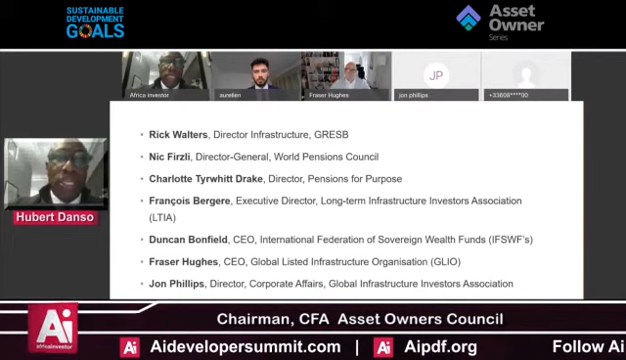 SUSTAINABLE
DEVELOPMENT
GOALS
Asset
Owner
Series
JP
Africa investor
aurelien
Fraser Hughes
jon phillips
+33609****00
• Rick Walters, Director Infrastructure, GRESB
• Nic Firzli, Director-General, World Pensions Council
• Charlotte Tyrwhitt Drake, Director, Pensions for Purpose
• François Bergere, Executive Director, Long-term Infrastructure Investors Association
(LTIA)
• Duncan Bonfield, CEO, International Federation of Sovereign Wealth Funds (IFSWF's)
• Fraser Hughes, CEO, Global Listed Infrastructure Organisation (GLIO)
• Jon Phillips, Director, Corporate Affairs, Global Infrastructure Investors Association
Hubert Danso
Ai
africainvestor
Chairman, CFA Asset Owners Council
Ai Aidevelopersummit.com | Ai Aipdf.org Follow Ai